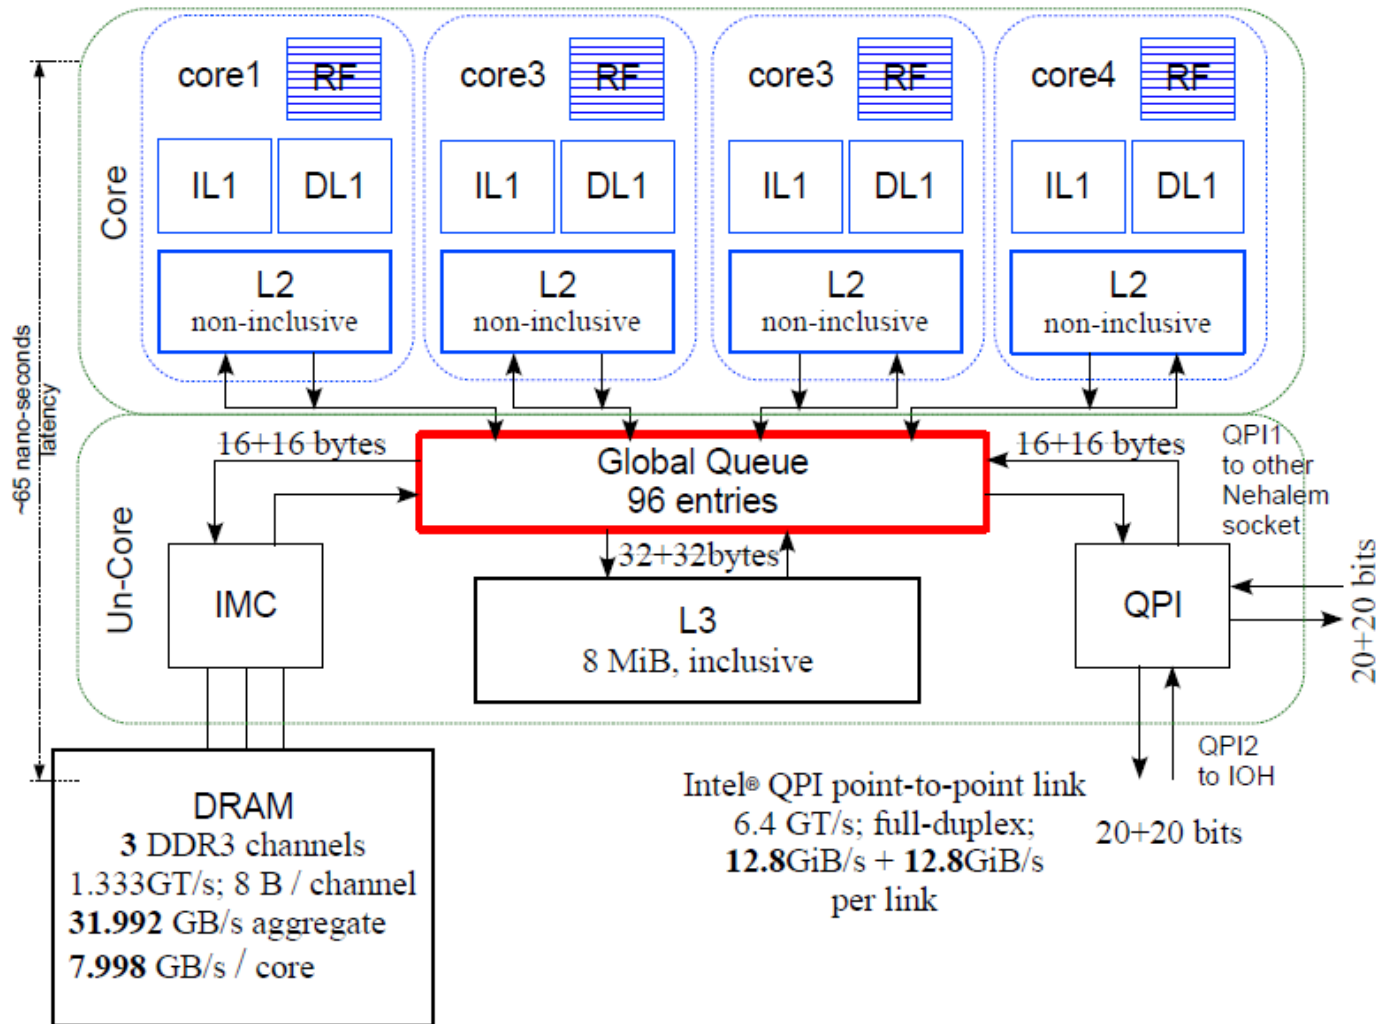 core1
RF
core3
RF
core3
RF
core4
RF
IL1
DL1
IL1
DL1
IL1
DL1
IL1
DL1
Core
L2
non-inclusive
L2
non-inclusive
L2
non-inclusive
L2
non-inclusive
~65 nano-seconds
latency
Un-Core
16+16 bytes
Global Queue
96 entries
16+16 bytes
QPI1
to other
Nehalem
socket
32+32bytes
IMC
L3
8 MiB, inclusive
QPI
20+20 bits
QPI2
to IOH
20+20 bits
DRAM
3 DDR3 channels
1.333GT/s; 8 B / channel
31.992 GB/s aggregate
7.998 GB/s / core
Intel® QPI point-to-point link
6.4 GT/s; full-duplex;
12.8GiB/s + 12.8GiB/s
per link